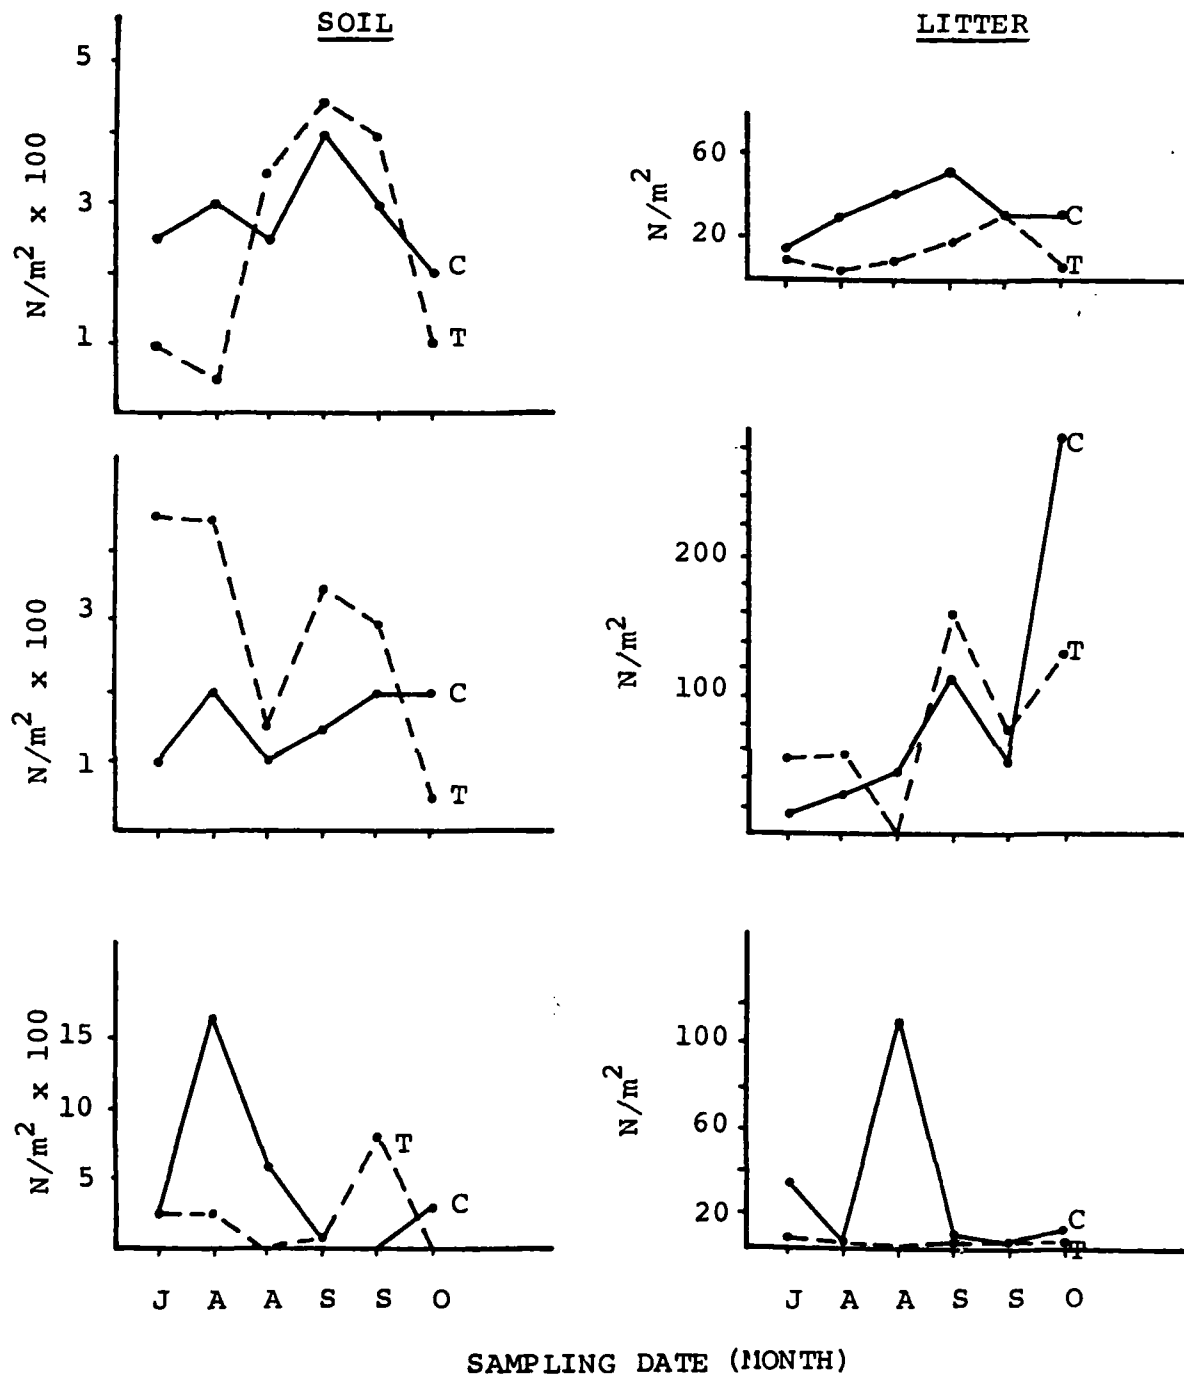 SOIL
5
3
1
N/m² x 100
C
T
LITTER
60
20
N/m²
C
T
3
1
N/m² x 100
C
T
200
100
N/m²
C
T
15
10
5
N/m² x 100
T
C
J A A S S O
100
60
20
N/m²
C
T
J A A S S O
SAMPLING DATE (MONTH)